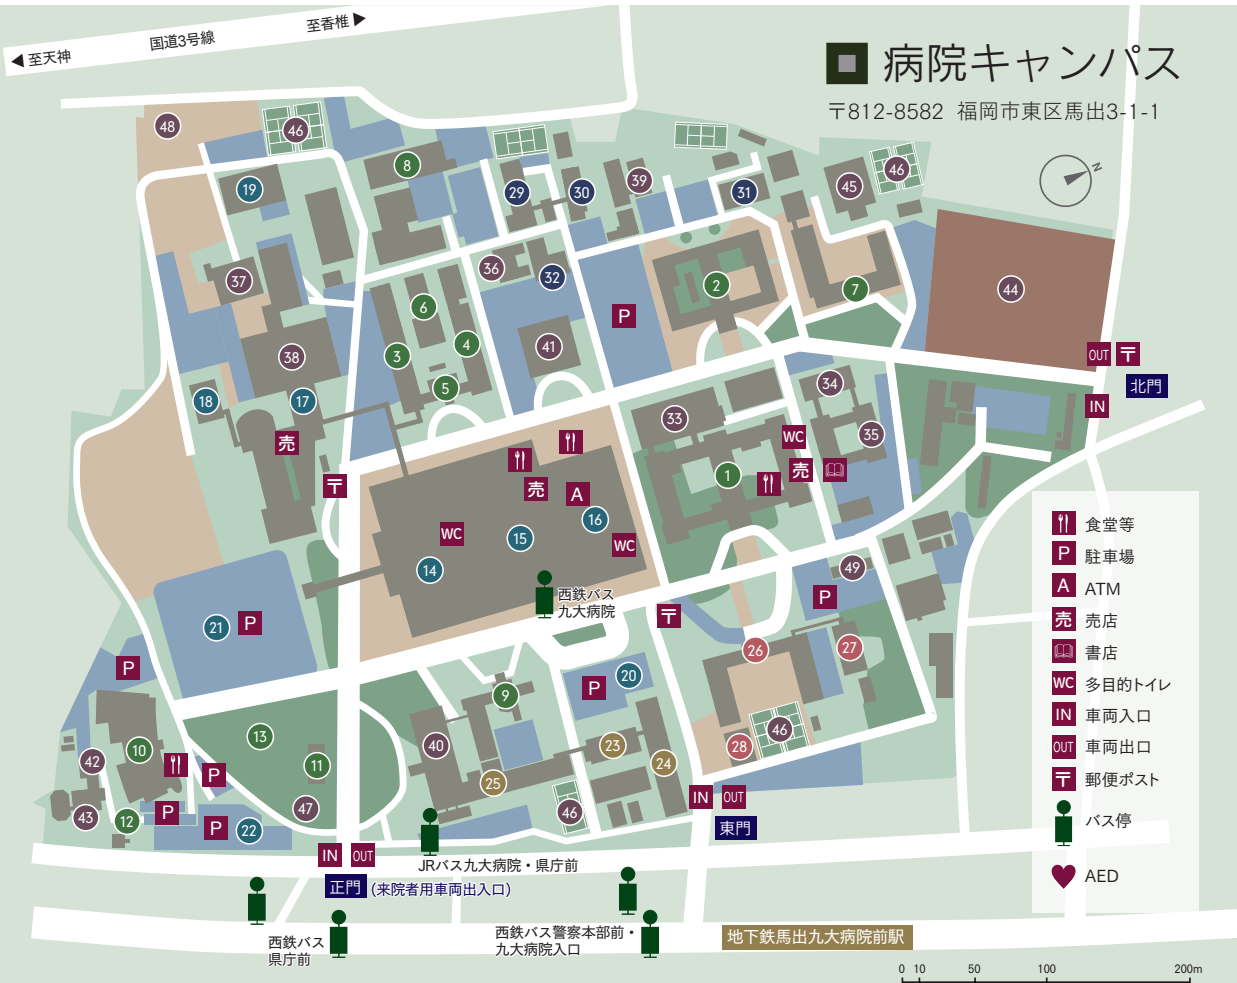 至香椎 ▶
国道3号線
◀ 至天神
病院キャンパス
〒812-8582 福岡市東区馬出3-1-1
N
48
46
8
19
29
30
39
31
45
46
37
36
32
2
7
44
6
P
3
4
41
38
5
OUT
〒
北門
IN
18
17
34
33
35
売
WC
売
1
〒
売
A
16
WC
15
WC
14
西鉄バス
九大病院
49
P
21
P
〒
26
27
P
20
P
9
13
40
23
46
28
24
10
42
11
P
25
47
46
43
12
P
P
22
IN
OUT
東門
IN
OUT
JRバス九大病院・県庁前
正門
(来院者用車両出入口)
西鉄バス
県庁前
西鉄バス警察本部前・
九大病院入口
地下鉄馬出九大病院前駅
食堂等
P 駐車場
A ATM
売 売店
書店
WC 多目的トイレ
IN 車両入口
OUT 車両出口
〒 郵便ポスト
バス停
AED
0 10 50 100 200m